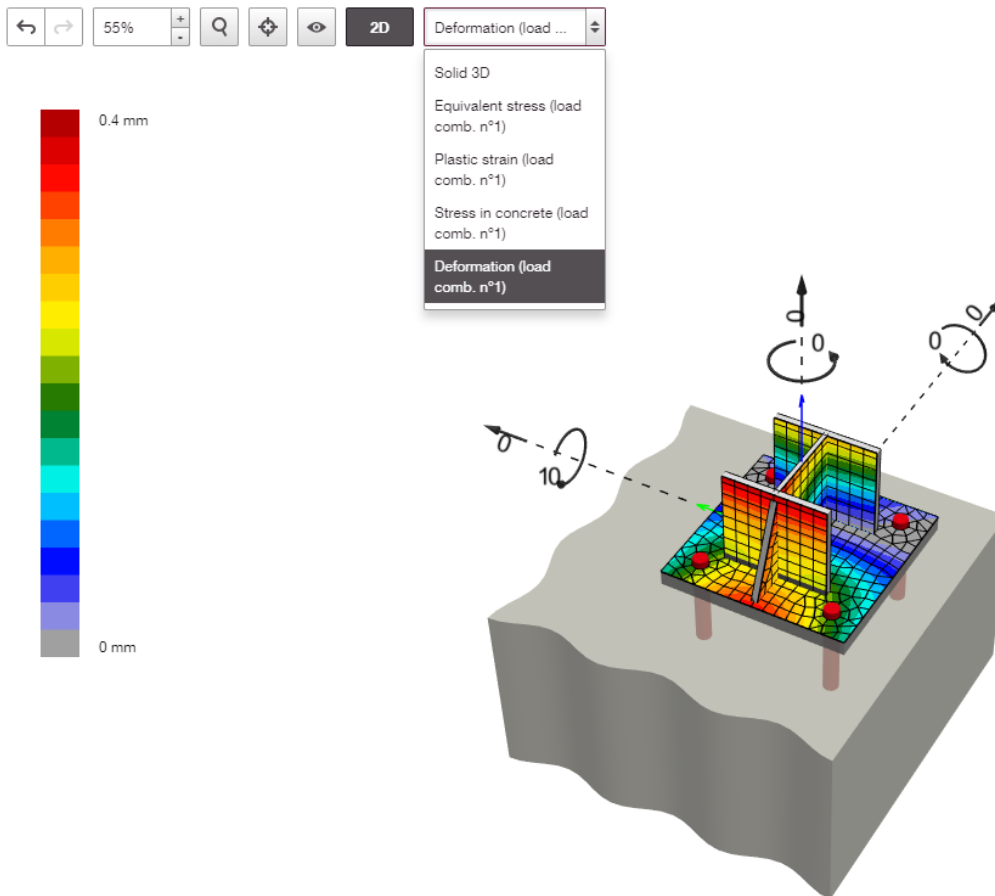 55%
+
-
2D
Deformation (load ...
Solid 3D
Equivalent stress (load
comb. n°1)
Plastic strain (load
comb. n°1)
Stress in concrete (load
comb. n°1)
Deformation (load
comb. n°1)
0.4 mm
0 mm
0
0
0
0
0
10